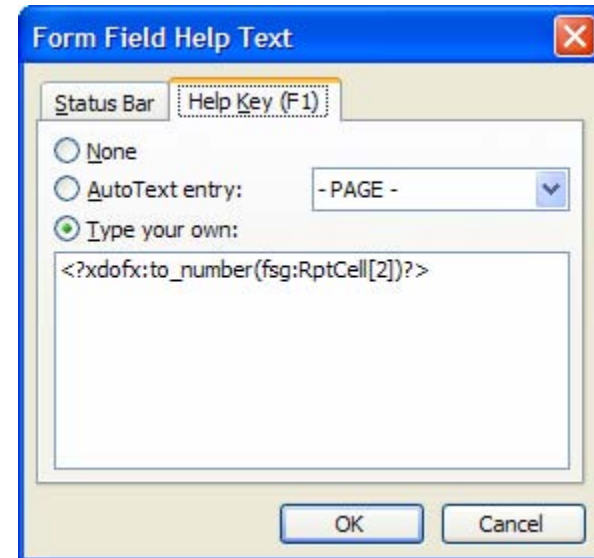 Form Field Help Text
Status Bar
Help Key (F1)
None
AutoText entry:
- PAGE -
Type your own:
<?xdofx:to_number(fsg:RptCell[2])?>
OK
Cancel